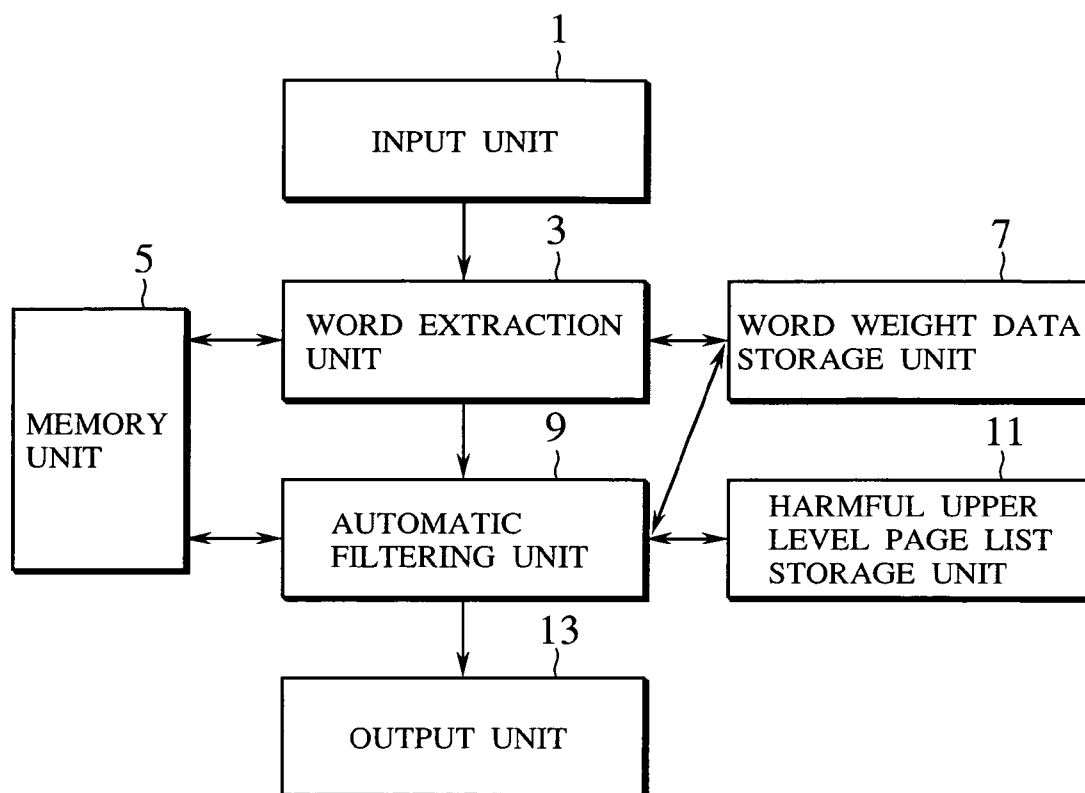 1
INPUT UNIT
3
WORD EXTRACTION
UNIT
5
MEMORY
UNIT
7
WORD WEIGHT DATA
STORAGE UNIT
9
AUTOMATIC
FILTERING UNIT
11
HARMFUL UPPER
LEVEL PAGE LIST
STORAGE UNIT
13
OUTPUT UNIT